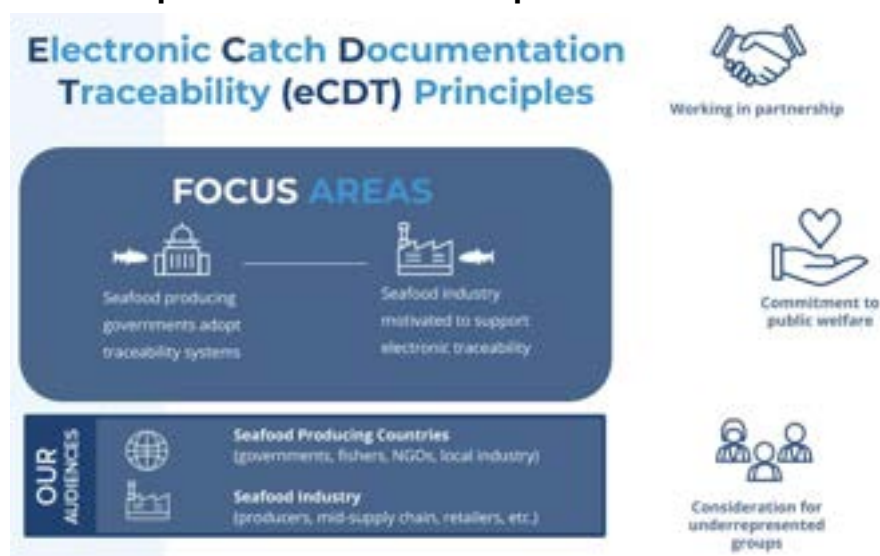 Electronic Catch Documentation
Traceability (eCDT) Principles
Working in partnership
FOCUS AREAS
Seafood producing
governments adopt
traceability systems
Seafood industry
motivated to support
electronic traceability
Commitment to
public welfare
OUR
AUDIENCES
Seafood Producing Countries
(governments, fishers, NGOs, local industry)
Seafood Industry
(producers, mid-supply chain, retailers, etc.)
Consideration for
underrepresented
groups